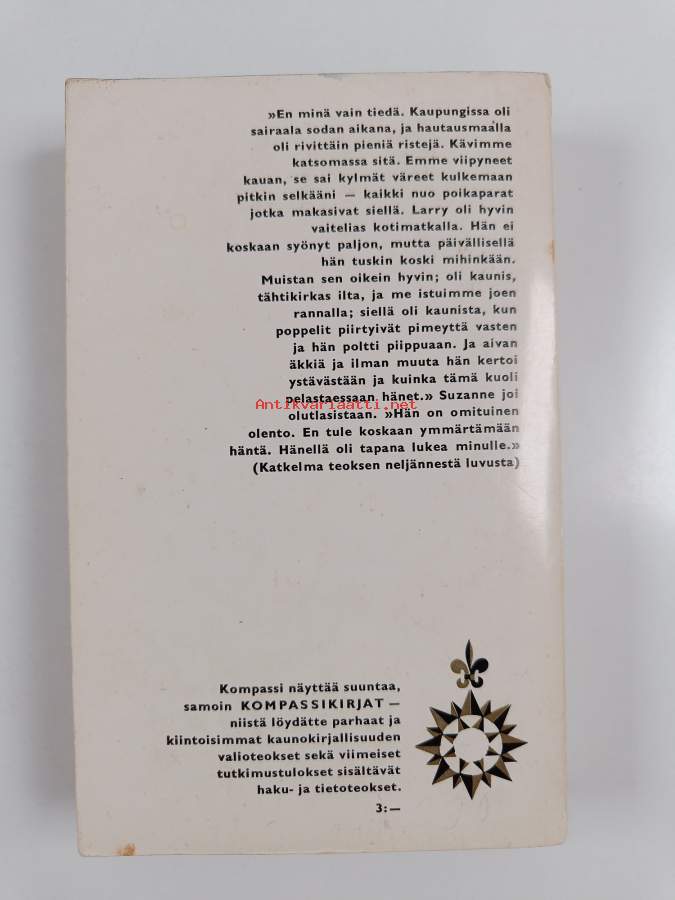 »En minä vain tiedä. Kaupungissa oli
sairaala sodan aikana, ja hautausmaalla
oli rivittäin pieniä ristejä. Kävimme
katsomassa sitä. Emme viipyneet
kauan, se sai kylmät väreet kulkemaan
pitkin selkääni — kaikki nuo poikaparat
jotka makasivat siellä. Larry oli hyvin
vaitelias kotimatkalla. Hän ei
koskaan syönyt paljon, mutta päivällisellä
hän tuskin koski mihinkään.
Muistan sen oikein hyvin; oli kaunis,
tähtikirkas ilta, ja me istuimme joen
rannalla; siellä oli kaunista, kun
poppelit piirtyivät pimeyttä vasten
ja hän poltti piippuaan. Ja aivan
äkkiä ja ilman muuta hän kertoi
ystävästään ja kuinka tämä kuoli
pelastaessaan hänet.» Suzanne joi
Antikvariaatti.net
olutlasistaan. »Hän on omituinen
olento. En tule koskaan ymmärtämään
häntä. Hänellä oli tapana lukea minulle.»
(Katkelma teoksen neljännestä luvusta)
Kompassi näyttää suuntaa,
samoin KOMPASSIKIRJAT —
niistä löydätte parhaat ja
kiintoisimmat kaunokirjallisuuden
valioteokset sekä viimeiset
tutkimustulokset sisältävät
haku- ja tietoteokset.
3:—